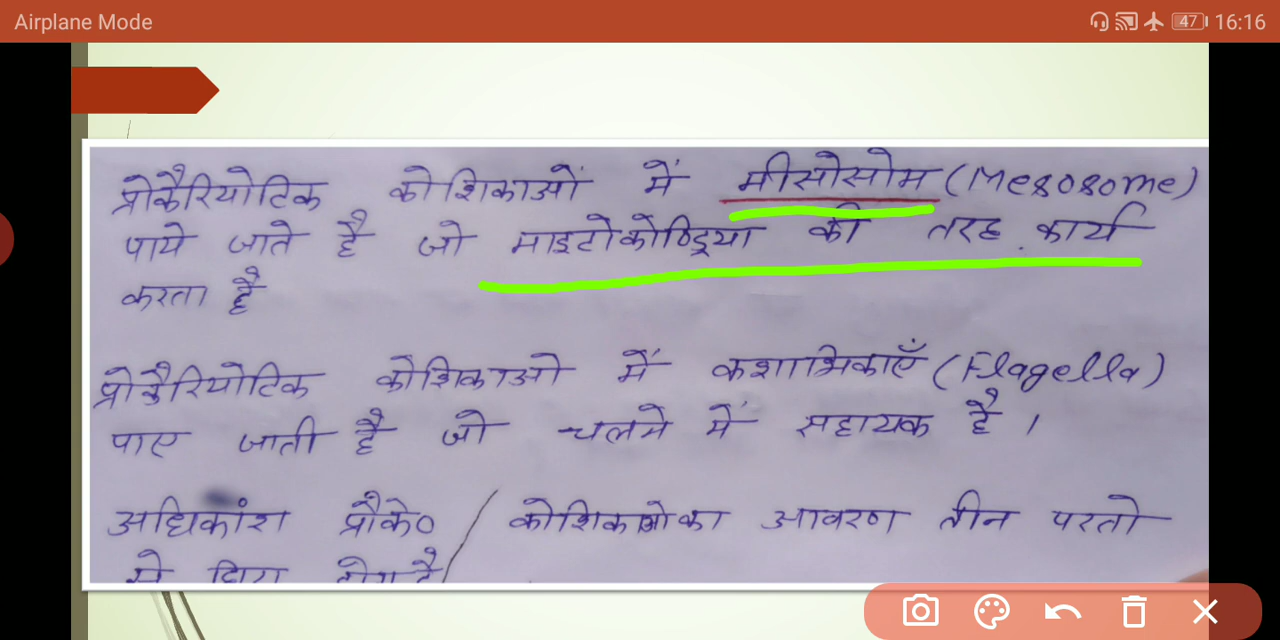 Airplane Mode
47 16:16
प्रोकैरियोटिक कोशिकाओं में मीसोसोम (Mesosome)
पाये जाते है जो माइटोकोण्ड्रिया की तरह कार्य
करता है
प्रोकैरियोटिक कोशिकाओ में कशाभिकाएँ (Flagella)
पाए जाती है जो चलने में सहायक है ।
अधिकांश प्रौके० कोशिकाओ का आवरण तीन परतो